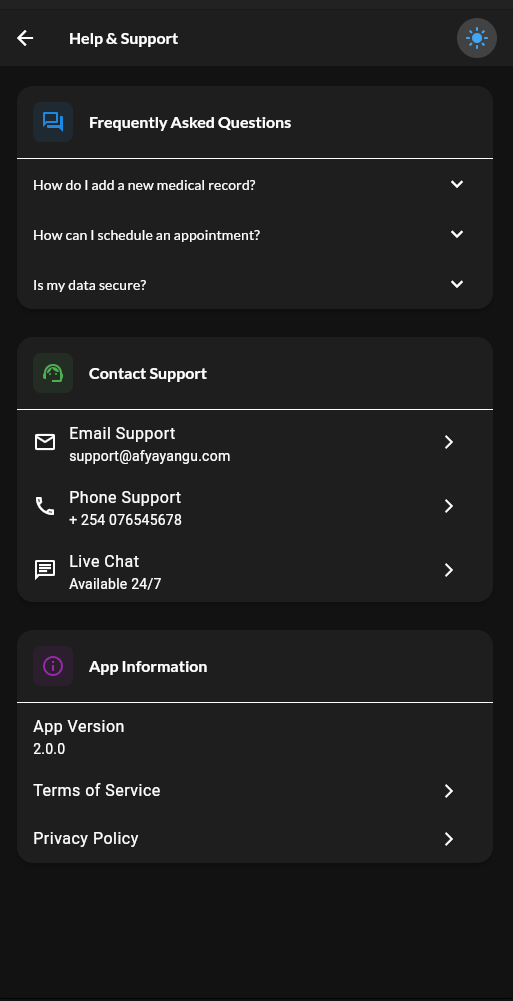 Help & Support
Frequently Asked Questions
How do I add a new medical record?
How can I schedule an appointment?
Is my data secure?
Contact Support
Email Support
support@afyayangu.com
Phone Support
+ 254 076545678
Live Chat
Available 24/7
App Information
App Version
2.0.0
Terms of Service
Privacy Policy